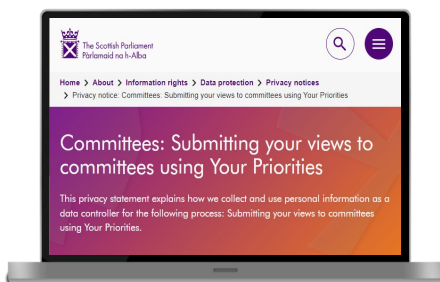 The Scottish Parliament
Pàrlamaid na h-Alba
Home > About > Information rights > Data protection > Privacy notices
> Privacy notice: Committees: Submitting your views to committees using Your Priorities
Committees: Submitting your views to
committees using Your Priorities
This privacy statement explains how we collect and use personal information as a
data controller for the following process: Submitting your views to committees
using Your Priorities.